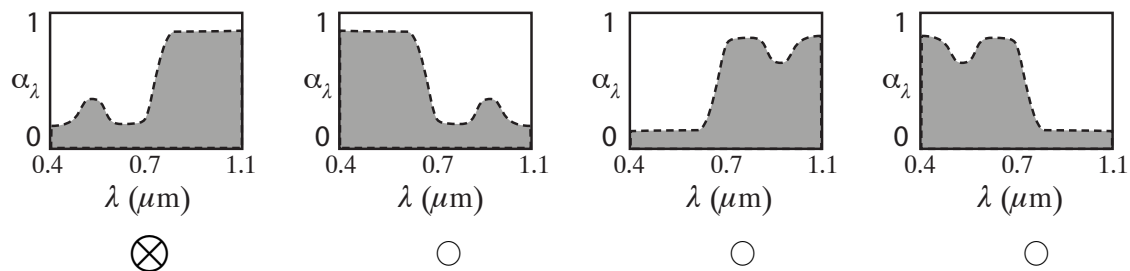 1 1 1 1
α_λ α_λ α_λ α_λ
0 0 0 0
0.4 0.7 1.1 0.4 0.7 1.1 0.4 0.7 1.1 0.4 0.7 1.1
λ (μm) λ (μm) λ (μm) λ (μm)